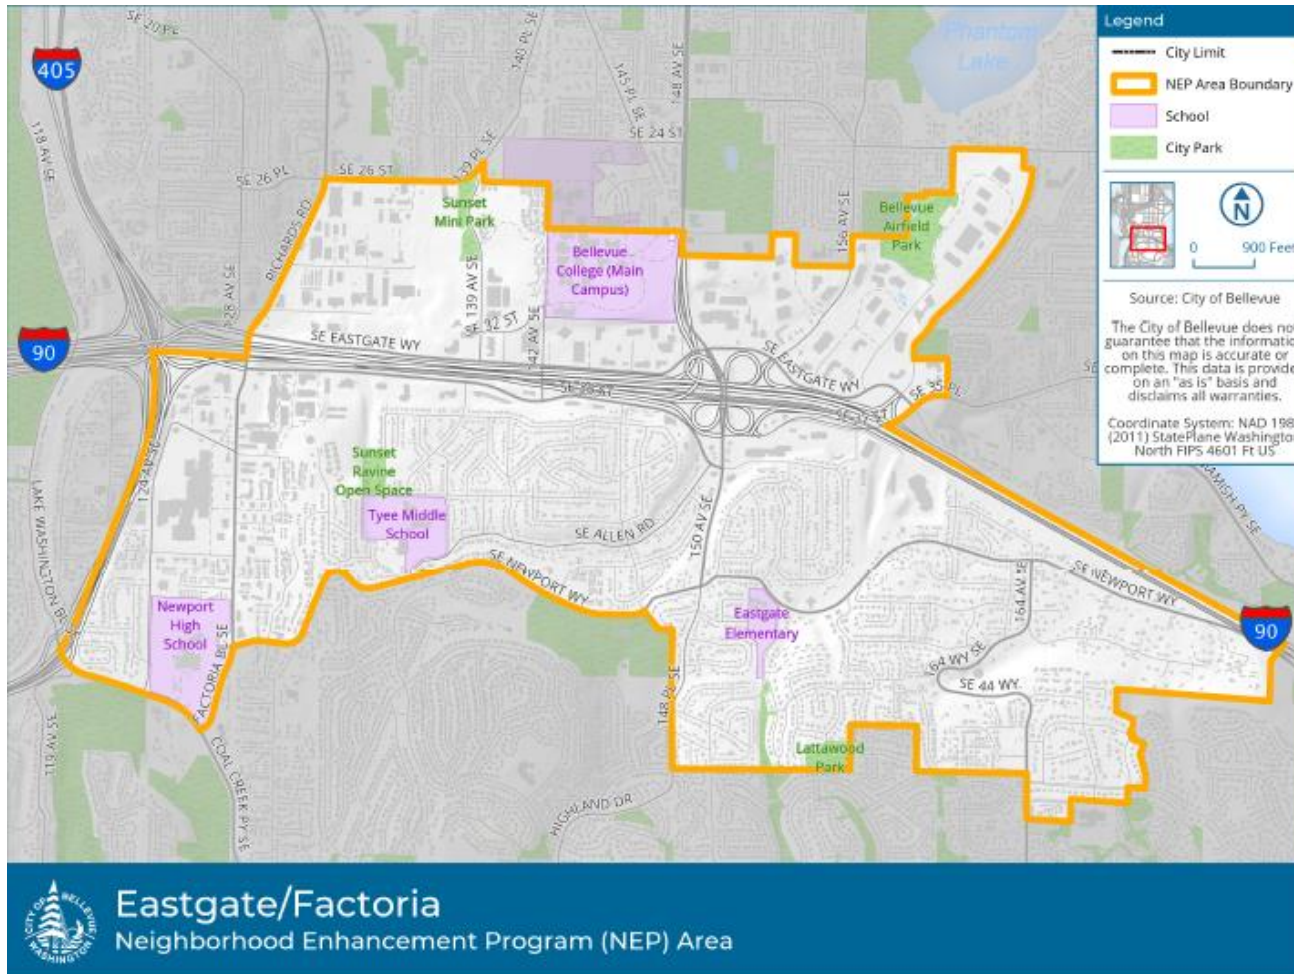 SE 20 PL
405
118 AV SE
140 PL SE
145 PL SE
148 AV SE
SE 24 ST
Phantom
Lake
SE 26 PL
SE 26 ST
139 PL SE
RICHARDS RD
Sunset
Mini Park
Bellevue
College (Main
Campus)
156 AV SE
Bellevue
Airfield
Park
128 AV SE
139 AV SE
SE 32 ST
142 AV SE
90
SE EASTGATE WY
SE EASTGATE WY
SE 35 PL
124 AV SE
Sunset
Ravine
Open Space
Tyee Middle
School
SE ALLEN RD
150 AV SE
SE NEWPORT WY
LAKE WASHINGTON BL SE
SE NEWPORT WY
164 AV SE
90
Newport
High
School
FACTORIA BL SE
Eastgate
Elementary
148 PL SE
164 WY SE
SE 44 WY
Lattawood
Park
119 AV SE
COAL CREEK PY SE
HIGHLAND DR
Legend
City Limit
NEP Area Boundary
School
City Park
N
0 900 Feet
Source: City of Bellevue
The City of Bellevue does not
guarantee that the information
on this map is accurate or
complete. This data is provided
on an "as is" basis and
disclaims all warranties.
Coordinate System: NAD 198
(2011) StatePlane Washington
North FIPS 4601 Ft US
CITY OF BELLEVUE
WASHINGTON
Eastgate/Factoria
Neighborhood Enhancement Program (NEP) Area